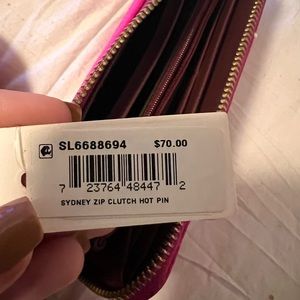 SL6688694 $70.00
7 23764 48447 2
SYDNEY ZIP CLUTCH HOT PIN